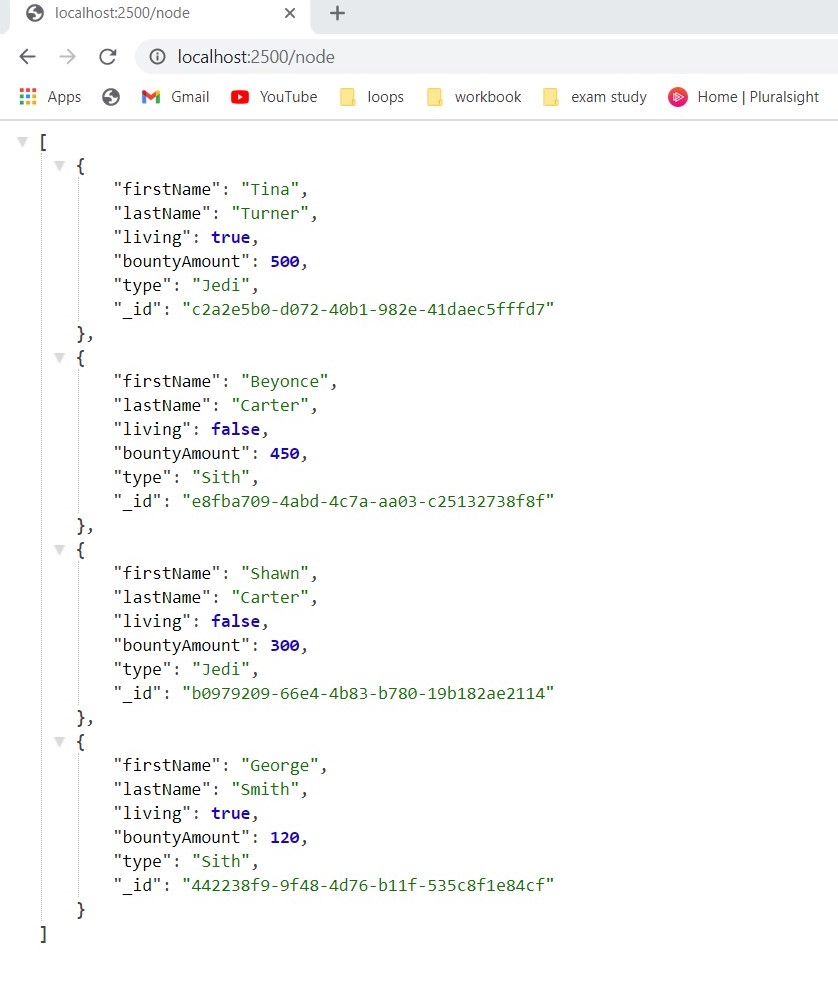 localhost:2500/node
localhost:2500/node
Apps Gmail YouTube loops workbook exam study Home | Pluralsight
[
{
"firstName": "Tina",
"lastName": "Turner",
"living": true,
"bountyAmount": 500,
"type": "Jedi",
"_id": "c2a2e5b0-d072-40b1-982e-41daec5fffd7"
},
{
"firstName": "Beyonce",
"lastName": "Carter",
"living": false,
"bountyAmount": 450,
"type": "Sith",
"_id": "e8fba709-4abd-4c7a-aa03-c25132738f8f"
},
{
"firstName": "Shawn",
"lastName": "Carter",
"living": false,
"bountyAmount": 300,
"type": "Jedi",
"_id": "b0979209-66e4-4b83-b780-19b182ae2114"
},
{
"firstName": "George",
"lastName": "Smith",
"living": true,
"bountyAmount": 120,
"type": "Sith",
"_id": "442238f9-9f48-4d76-b11f-535c8f1e84cf"
}
]